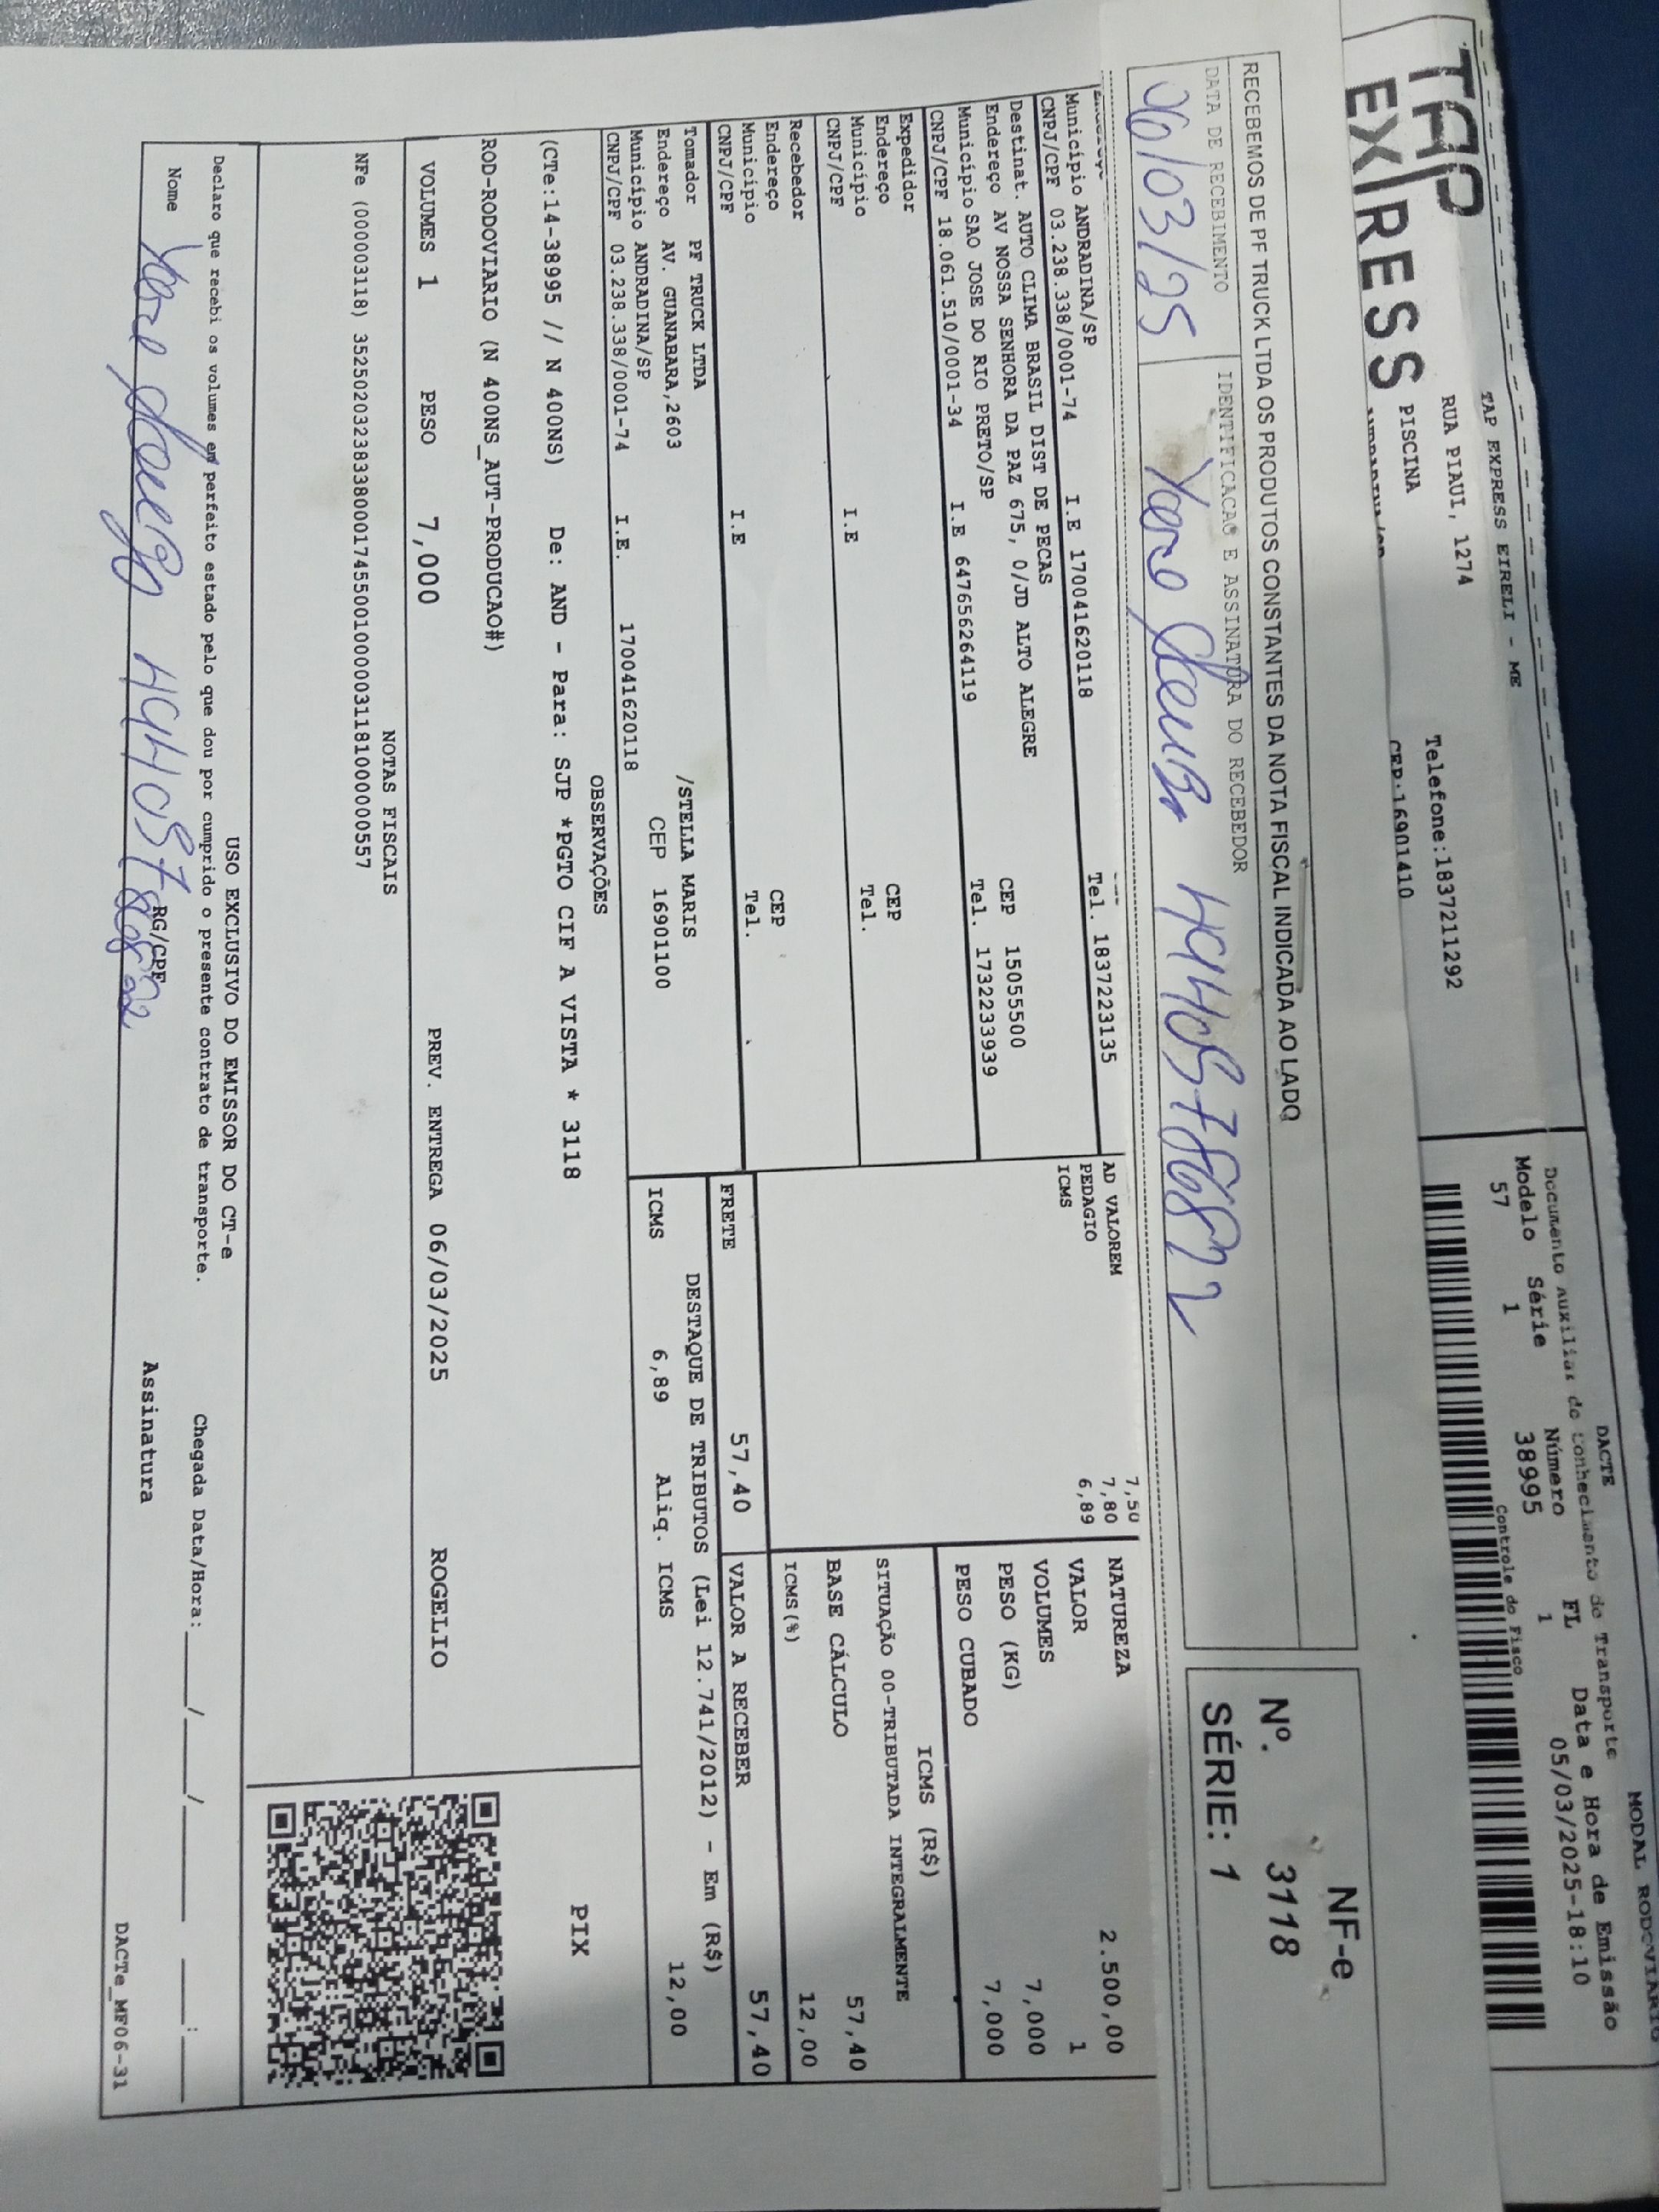 TAP EXPRESS EIRELI - ME
TAP
EX/RESS
RUA PIAUI, 1274
PISCINA
Telefone:1837211292
CEP:16901410
MODAL RODOVIARIO
DACTE
Documento Auxiliar do Conhecimento de Transporte
Modelo Série Número FL Data e Hora de Emissão
57 1 38995 1 05/03/2025-18:10
Controle do Fisco
RECEBEMOS DE PF TRUCK LTDA OS PRODUTOS CONSTANTES DA NOTA FISCAL INDICADA AO LADO
DATA DE RECEBIMENTO
IDENTIFICACAO E ASSINATURA DO RECEBEDOR
06/03/25
NF-e
Nº. 3118
SÉRIE: 1
Município ANDRADINA/SP Tel. 1837223135
CNPJ/CPF 03.238.338/0001-74 I.E 170041620118
Destinat. AUTO CLIMA BRASIL DIST DE PECAS
Endereço AV NOSSA SENHORA DA PAZ 675, 0/JD ALTO ALEGRE CEP 15055500
Município SAO JOSE DO RIO PRETO/SP Tel. 1732233939
CNPJ/CPF 18.061.510/0001-34 I.E 647656264119
Expedidor
Endereço CEP
Município Tel.
CNPJ/CPF I.E
Recebedor
Endereço CEP
Município Tel.
CNPJ/CPF I.E
Tomador PF TRUCK LTDA
Endereço AV. GUANABARA,2603 /STELLA MARIS
Município ANDRADINA/SP CEP 16901100
CNPJ/CPF 03.238.338/0001-74 I.E. 170041620118
AD VALOREM 7,50
PEDAGIO 7,80
ICMS 6,89
NATUREZA
VALOR 2.500,00
VOLUMES 1
PESO (KG) 7,000
PESO CUBADO 7,000
ICMS (R$)
SITUAÇÃO 00-TRIBUTADA INTEGRALMENTE
BASE CÁLCULO 57,40
ICMS(%) 12,00
FRETE 57,40 VALOR A RECEBER 57,40
DESTAQUE DE TRIBUTOS (Lei 12.741/2012) - Em (R$)
ICMS 6,89 Aliq. ICMS 12,00
OBSERVAÇÕES
(CTe:14-38995 // N 400NS) De: AND - Para: SJP *PGTO CIF A VISTA * 3118
ROD-RODOVIARIO (N 400NS_AUT-PRODUCAO#)
PIX
VOLUMES 1 PESO 7,000 PREV. ENTREGA 06/03/2025 ROGELIO
NOTAS FISCAIS
NFe (000003118) 35250203238338000174550010000031181000000557
USO EXCLUSIVO DO EMISSOR DO CT-e
Declaro que recebi os volumes em perfeito estado pelo que dou por cumprido o presente contrato de transporte. Chegada Data/Hora: ___/___/____ __:__
Nome RG/CPF Assinatura
DACTe_MF06-31